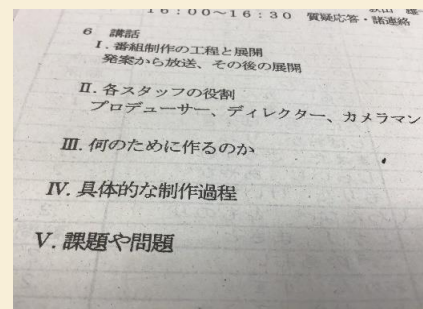 16:00～16:30 質疑応答・諸連絡
6 講話
Ⅰ. 番組制作の工程と展開
発案から放送、その後の展開
Ⅱ. 各スタッフの役割
プロデューサー、ディレクター、カメラマン
Ⅲ. 何のために作るのか
Ⅳ. 具体的な制作過程
Ⅴ. 課題や問題